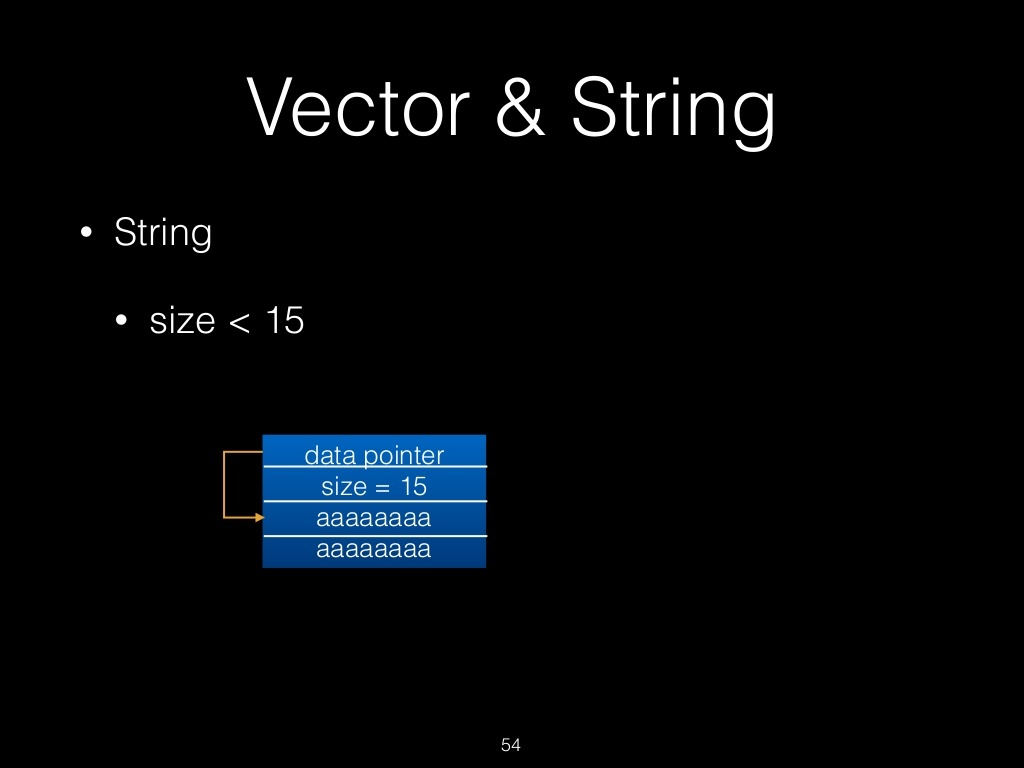 Vector & String
• String
• size < 15
data pointer
size = 15
aaaaaaaa
aaaaaaaa
54